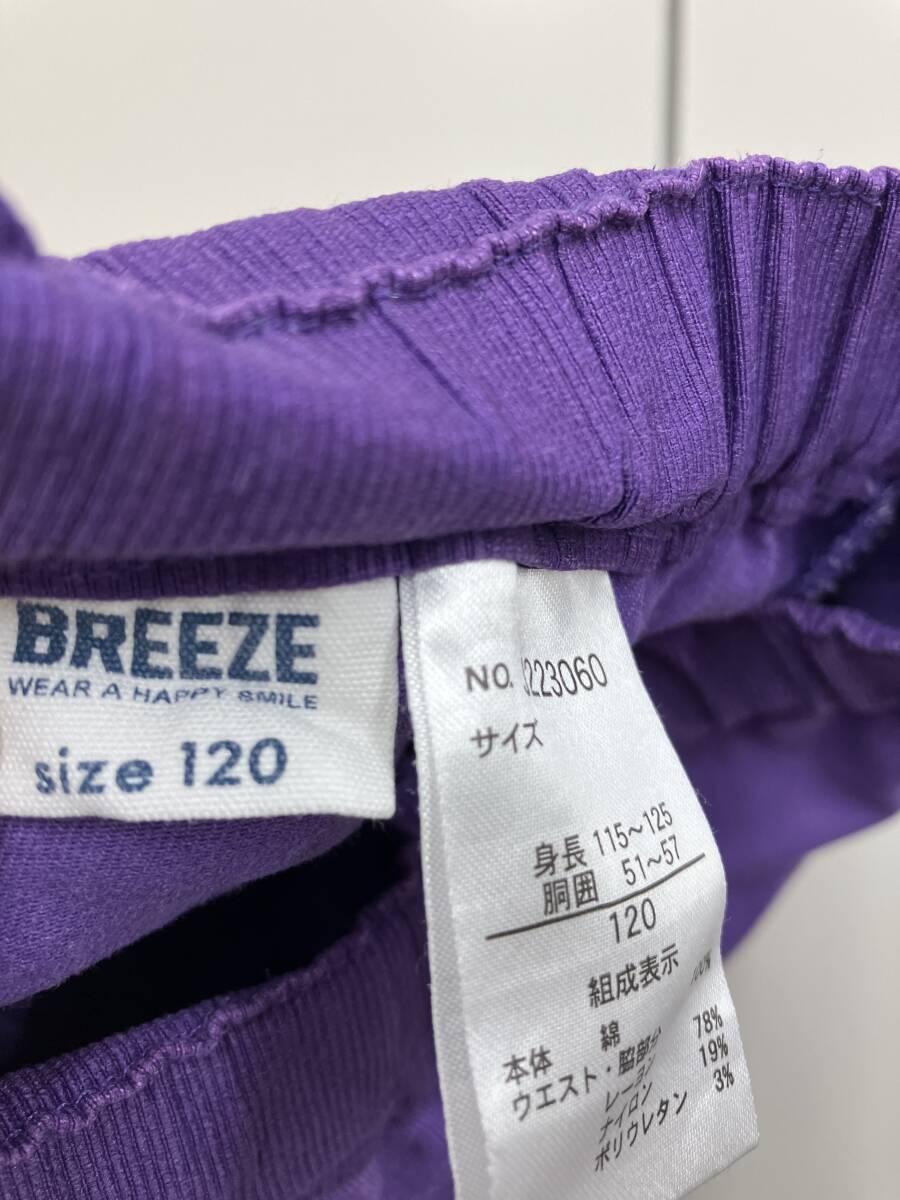 BREEZE
WEAR A HAPPY SMILE
size 120
NO. 223060
サイズ
身長 115～125
胴囲 51～57
120
組成表示
本体 綿 100%
ウエスト・脇部分
レーヨン 78%
ナイロン 19%
ポリウレタン 3%